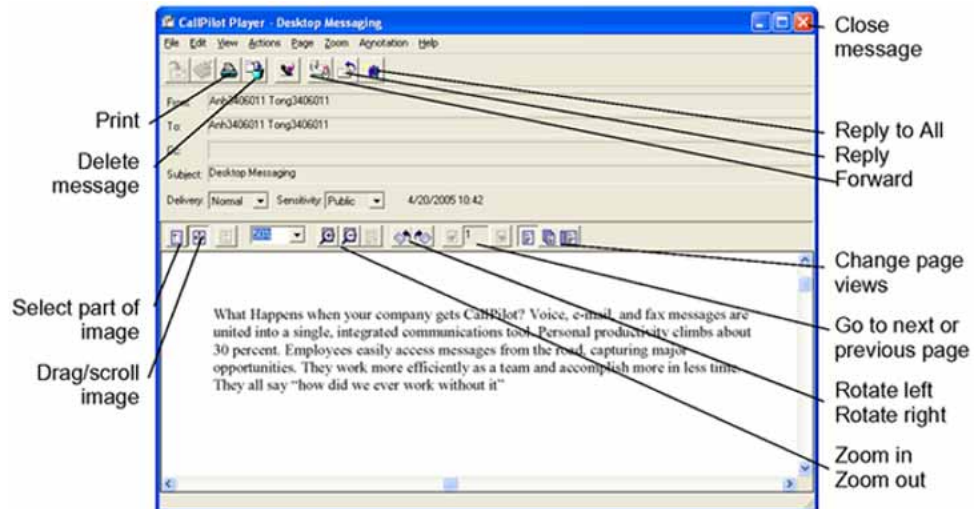 CallPilot Player - Desktop Messaging
File Edit View Actions Page Zoom Annotation Help
From: Anh3406011 Tong3406011
To: Anh3406011 Tong3406011
Cc:
Subject: Desktop Messaging
Delivery: Normal Sensitivity: Public 4/20/2005 10:42
50% 1
What Happens when your company gets CallPilot? Voice, e-mail, and fax messages are
united into a single, integrated communications tool. Personal productivity climbs about
30 percent. Employees easily access messages from the road, capturing major
opportunities. They work more efficiently as a team and accomplish more in less time.
They all say “how did we ever work without it”
Print
Delete
message
Select part of
image
Drag/scroll
image
Close
message
Reply to All
Reply
Forward
Change page
views
Go to next or
previous page
Rotate left
Rotate right
Zoom in
Zoom out